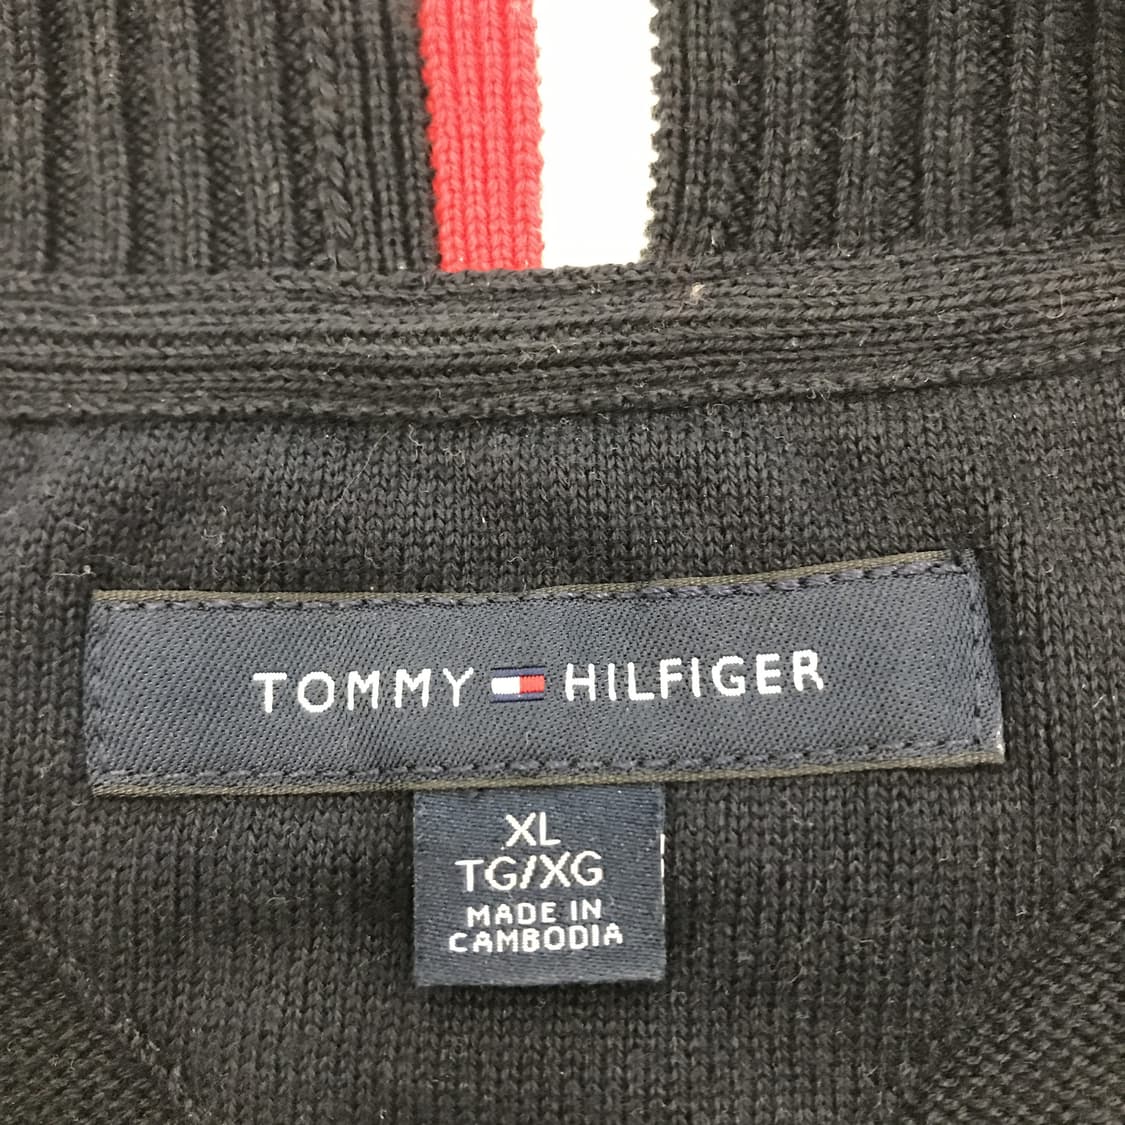 TOMMY HILFIGER
XL
TG/XG
MADE IN
CAMBODIA